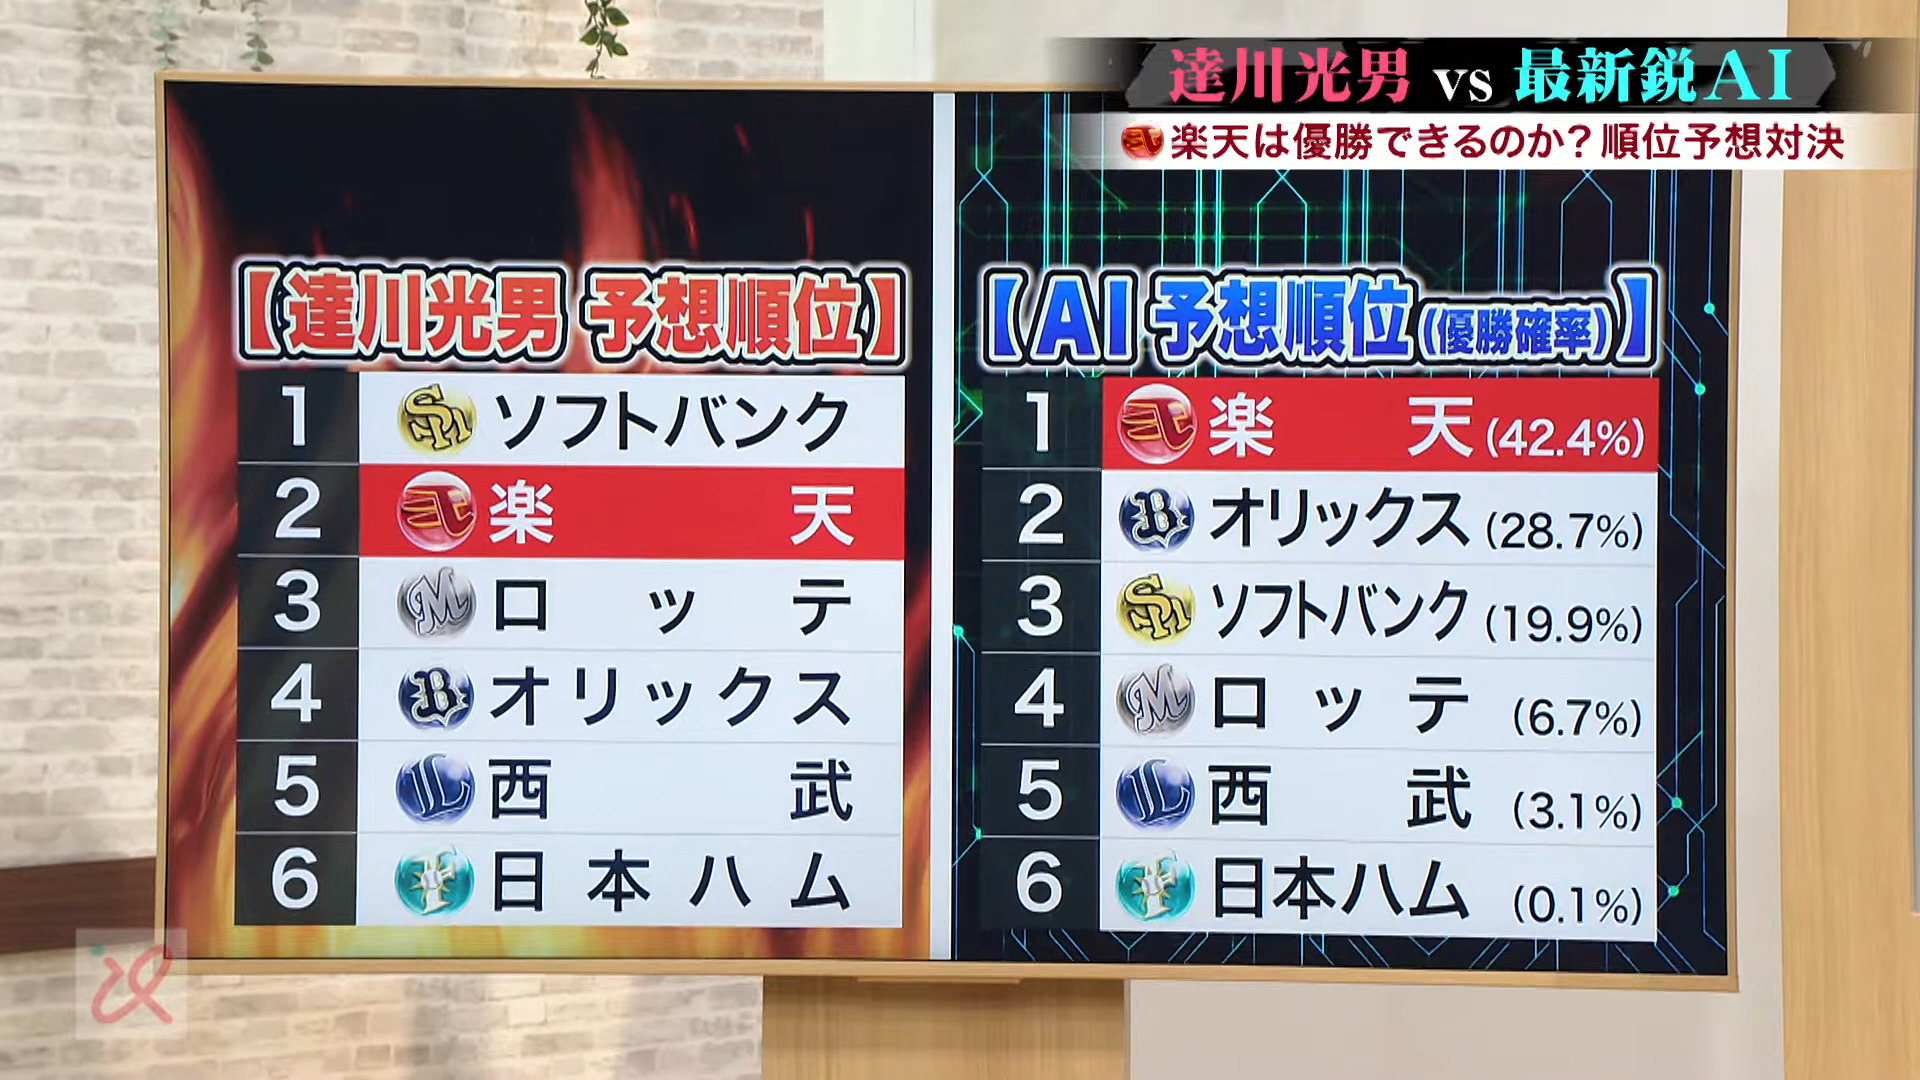 達川光男 vs 最新鋭AI
楽天は優勝できるのか?順位予想対決
【達川光男 予想順位】
1 ソフトバンク
2 楽天
3 ロッテ
4 オリックス
5 西武
6 日本ハム
【AI 予想順位(優勝確率)】
1 楽天(42.4%)
2 オリックス(28.7%)
3 ソフトバンク(19.9%)
4 ロッテ(6.7%)
5 西武(3.1%)
6 日本ハム(0.1%)